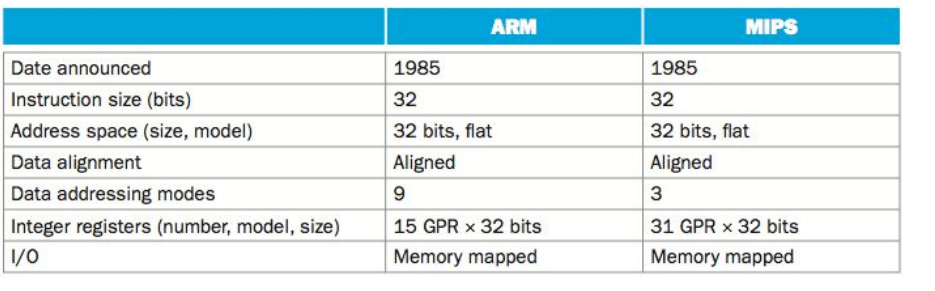 ARM MIPS
Date announced 1985 1985
Instruction size (bits) 32 32
Address space (size, model) 32 bits, flat 32 bits, flat
Data alignment Aligned Aligned
Data addressing modes 9 3
Integer registers (number, model, size) 15 GPR × 32 bits 31 GPR × 32 bits
I/O Memory mapped Memory mapped